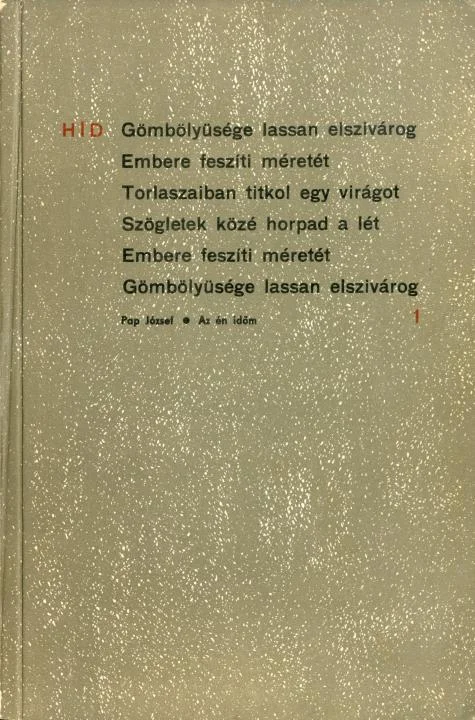 HÍD Gömbölyüsége lassan elszivárog
Embere feszíti méretét
Torlaszaiban titkol egy virágot
Szögletek közé horpad a lét
Embere feszíti méretét
Gömbölyüsége lassan elszivárog
Pap József ● Az én időm 1